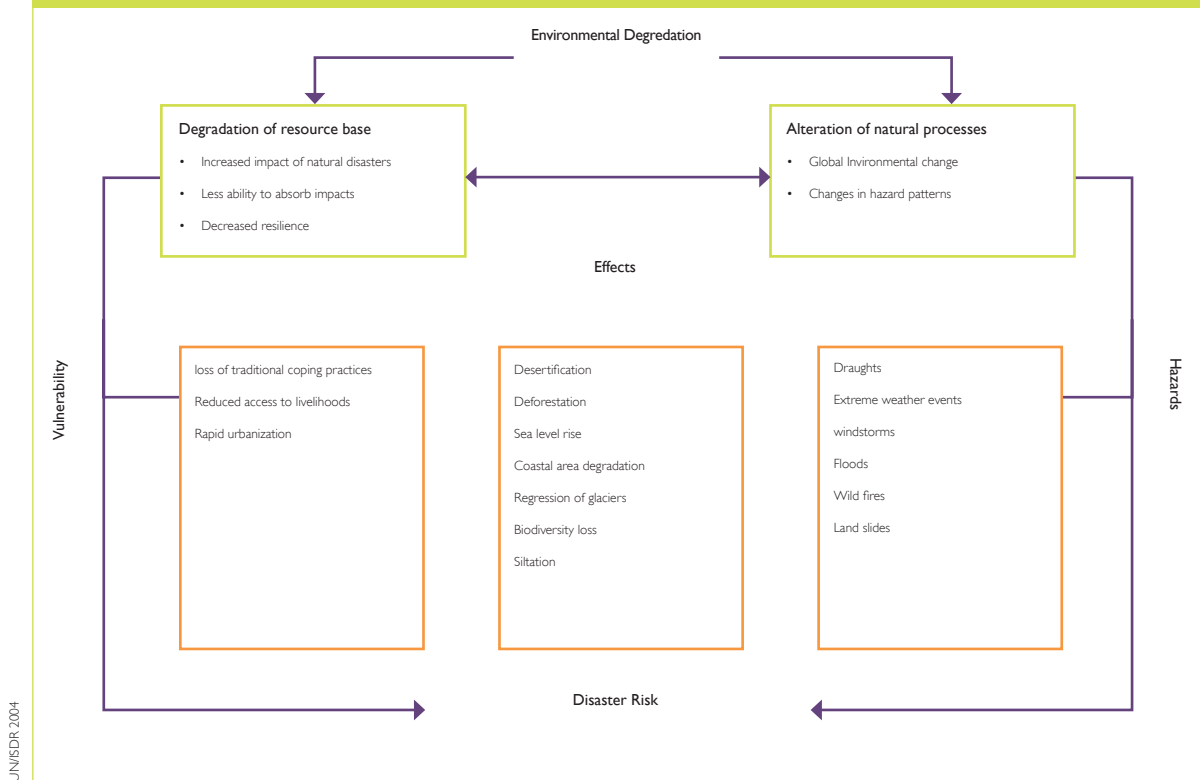 Environmental Degredation
Degradation of resource base
• Increased impact of natural disasters
• Less ability to absorb impacts
• Decreased resilience
Alteration of natural processes
• Global Invironmental change
• Changes in hazard patterns
Effects
Vulnerability
loss of traditional coping practices
Reduced access to livelihoods
Rapid urbanization
Desertification
Deforestation
Sea level rise
Coastal area degradation
Regression of glaciers
Biodiversity loss
Siltation
Draughts
Extreme weather events
windstorms
Floods
Wild fires
Land slides
Hazards
Disaster Risk
UN/ISDR 2004